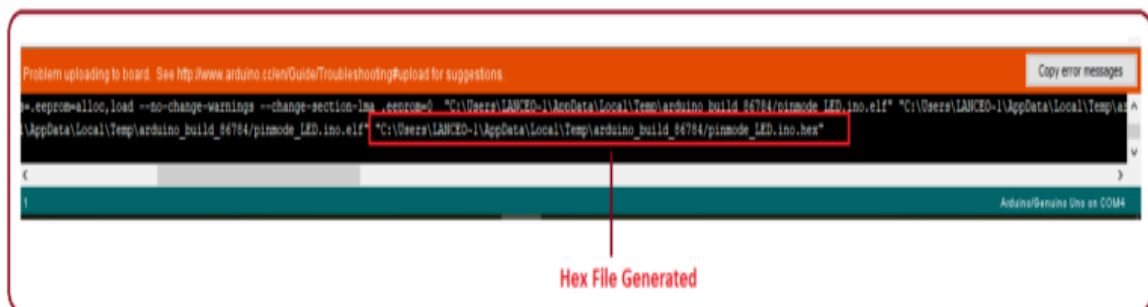 Problem uploading to board. See http://www.arduino.cc/en/Guide/Troubleshooting#upload for suggestions.
Copy error messages
s=.eeprom=alloc,load --no-change-warnings --change-section-lma .eeprom=0 "C:\Users\LANCEO~1\AppData\Local\Temp\arduino_build_86784/pinmode_LED.ino.elf" "C:\Users\LANCEO~1\AppData\Local\Temp\ar
l\AppData\Local\Temp\arduino_build_86784/pinmode_LED.ino.elf" "C:\Users\LANCEO~1\AppData\Local\Temp\arduino_build_86784/pinmode_LED.ino.hex"
1
Arduino/Genuino Uno on COM4
Hex File Generated